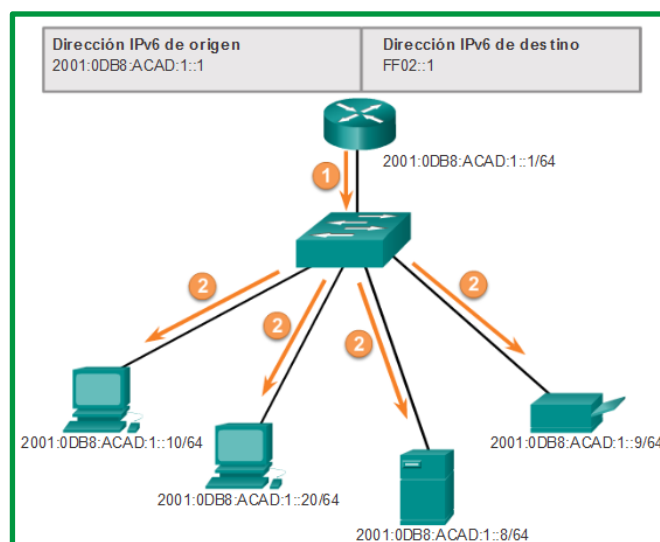 Dirección IPv6 de origen
2001:0DB8:ACAD:1::1
Dirección IPv6 de destino
FF02::1
2001:0DB8:ACAD:1::1/64
1
2
2
2
2
2001:0DB8:ACAD:1::10/64
2001:0DB8:ACAD:1::20/64
2001:0DB8:ACAD:1::8/64
2001:0DB8:ACAD:1::9/64